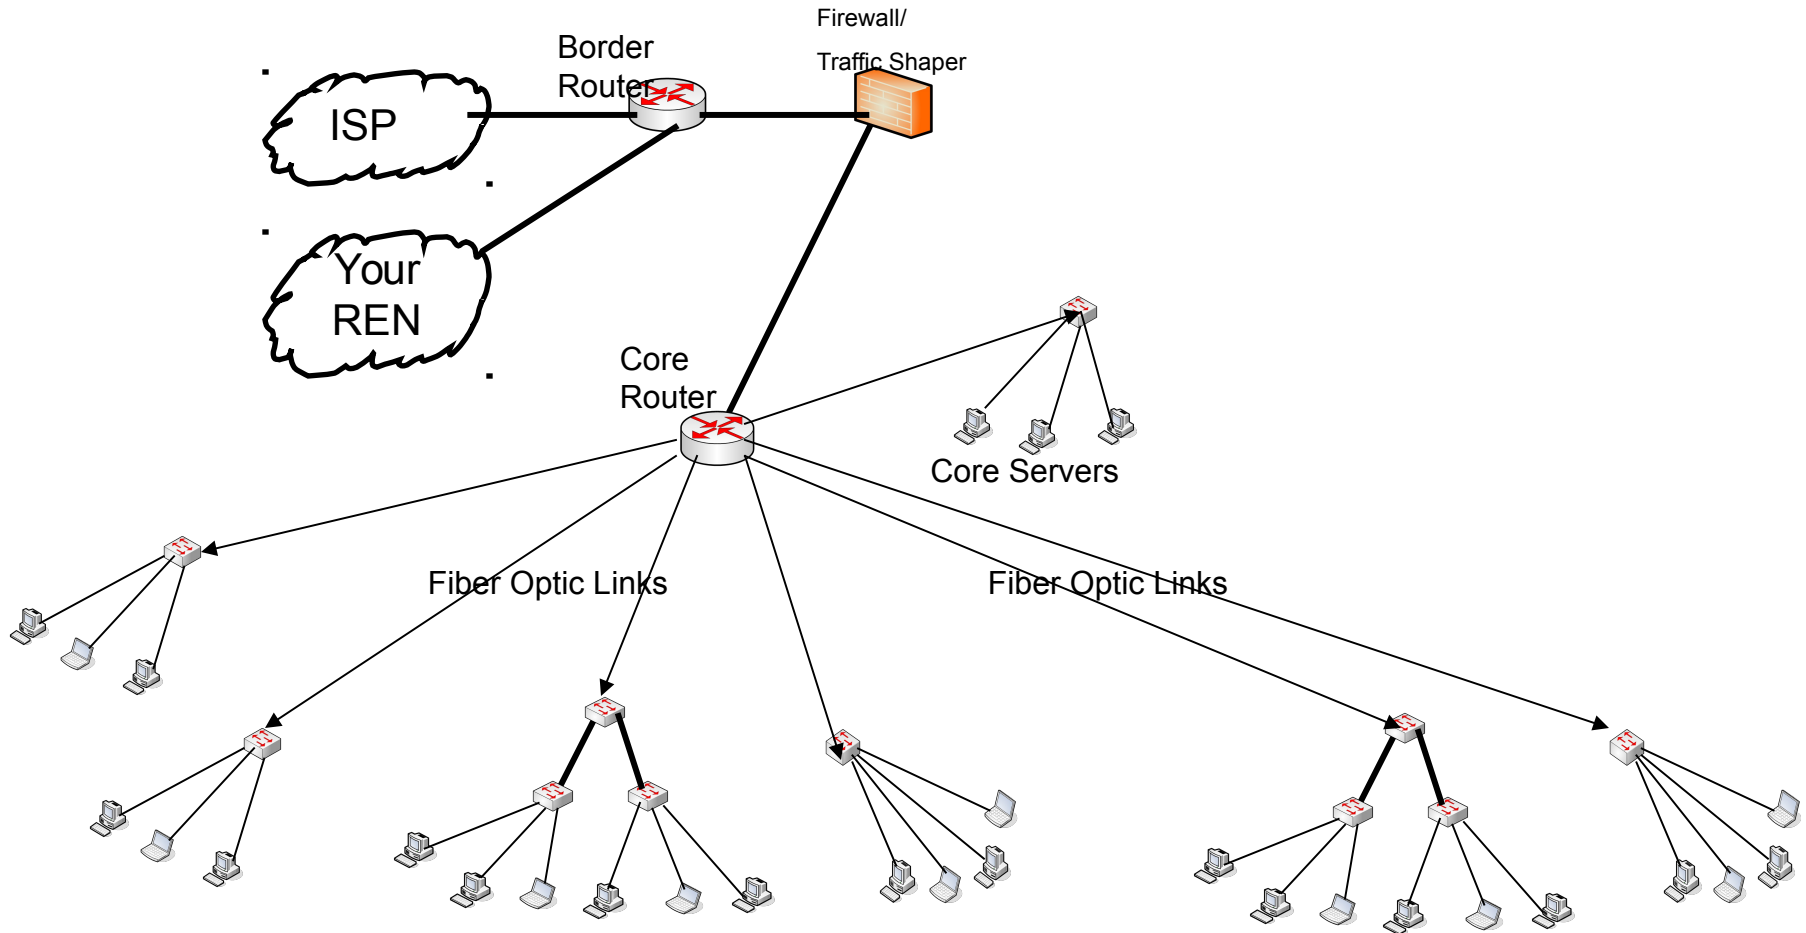 Firewall/
Traffic Shaper
Border
Router
ISP
Your
REN
Core
Router
Core Servers
Fiber Optic Links
Fiber Optic Links